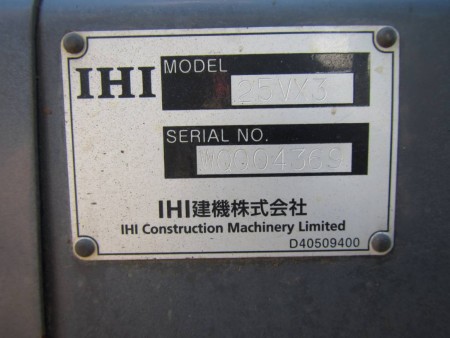 IHI
MODEL
25VX3
SERIAL NO.
IHI建機株式会社
IHI Construction Machinery Limited
D40509400